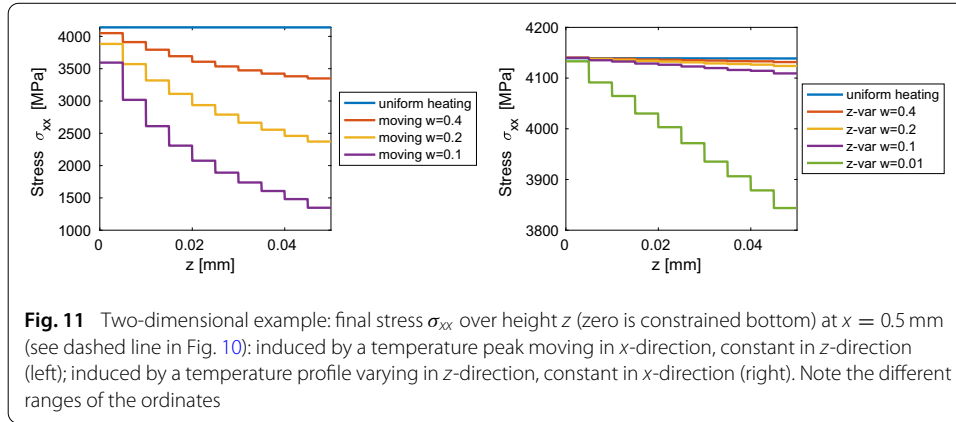 4000
3500
3000
2500
2000
1500
1000
Stress σxx [MPa]
0
0.02
0.04
z [mm]
uniform heating
moving w=0.4
moving w=0.2
moving w=0.1
4200
4100
4000
3900
3800
Stress σxx [MPa]
0
0.02
0.04
z [mm]
uniform heating
z-var w=0.4
z-var w=0.2
z-var w=0.1
z-var w=0.01
Fig. 11 Two-dimensional example: final stress σxx over height z (zero is constrained bottom) at x = 0.5 mm
(see dashed line in Fig. 10): induced by a temperature peak moving in x-direction, constant in z-direction
(left); induced by a temperature profile varying in z-direction, constant in x-direction (right). Note the different
ranges of the ordinates